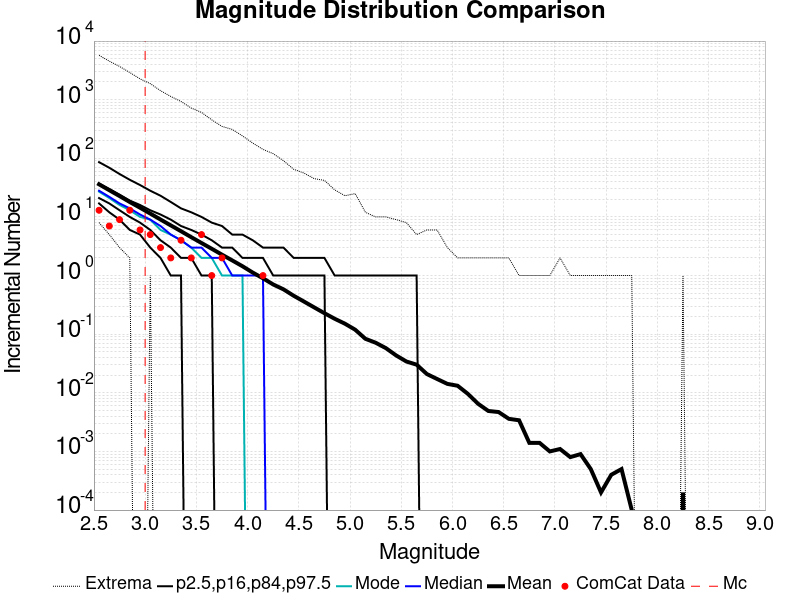 Magnitude Distribution Comparison
10^4
10^3
10^2
10^1
10^0
10^-1
10^-2
10^-3
10^-4
Incremental Number
2.5 3.0 3.5 4.0 4.5 5.0 5.5 6.0 6.5 7.0 7.5 8.0 8.5 9.0
Magnitude
Extrema p2.5,p16,p84,p97.5 Mode Median Mean ComCat Data Mc